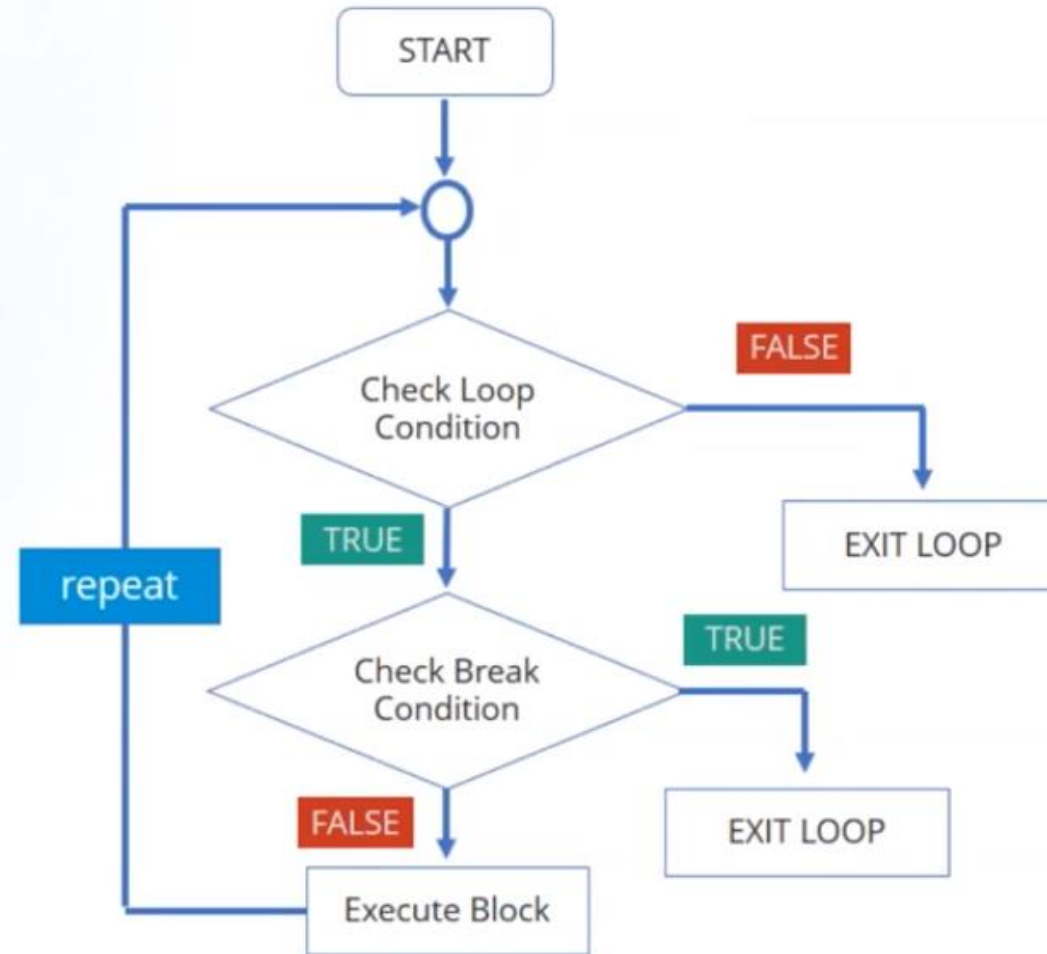 START
FALSE
Check Loop
Condition
TRUE
EXIT LOOP
repeat
TRUE
Check Break
Condition
FALSE
EXIT LOOP
Execute Block